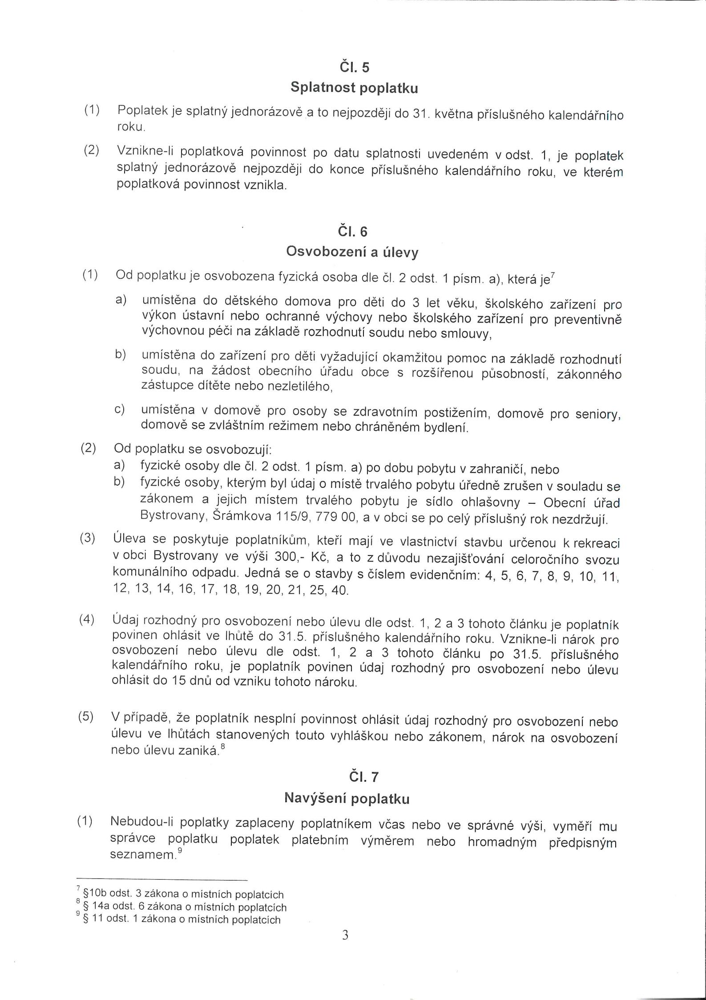 Čl. 5
Splatnost poplatku
(1) Poplatek je splatný jednorázově a to nejpozději do 31. května příslušného kalendářního
roku.
(2) Vznikne-li poplatková povinnost po datu splatnosti uvedeném v odst. 1, je poplatek
splatný jednorázově nejpozději do konce příslušného kalendářního roku, ve kterém
poplatková povinnost vznikla.
Čl. 6
Osvobození a úlevy
(1) Od poplatku je osvobozena fyzická osoba dle čl. 2 odst. 1 písm. a), která je⁷
a) umístěna do dětského domova pro děti do 3 let věku, školského zařízení pro
výkon ústavní nebo ochranné výchovy nebo školského zařízení pro preventivně
výchovnou péči na základě rozhodnutí soudu nebo smlouvy,
b) umístěna do zařízení pro děti vyžadující okamžitou pomoc na základě rozhodnutí
soudu, na žádost obecního úřadu obce s rozšířenou působností, zákonného
zástupce dítěte nebo nezletilého,
c) umístěna v domově pro osoby se zdravotním postižením, domově pro seniory,
domově se zvláštním režimem nebo chráněném bydlení.
(2) Od poplatku se osvobozují:
a) fyzické osoby dle čl. 2 odst. 1 písm. a) po dobu pobytu v zahraničí, nebo
b) fyzické osoby, kterým byl údaj o místě trvalého pobytu úředně zrušen v souladu se
zákonem a jejich místem trvalého pobytu je sídlo ohlašovny – Obecní úřad
Bystrovany, Šrámkova 115/9, 779 00, a v obci se po celý příslušný rok nezdržují.
(3) Úleva se poskytuje poplatníkům, kteří mají ve vlastnictví stavbu určenou k rekreaci
v obci Bystrovany ve výši 300,- Kč, a to z důvodu nezajišťování celoročního svozu
komunálního odpadu. Jedná se o stavby s číslem evidenčním: 4, 5, 6, 7, 8, 9, 10, 11,
12, 13, 14, 16, 17, 18, 19, 20, 21, 25, 40.
(4) Údaj rozhodný pro osvobození nebo úlevu dle odst. 1, 2 a 3 tohoto článku je poplatník
povinen ohlásit ve lhůtě do 31.5. příslušného kalendářního roku. Vznikne-li nárok pro
osvobození nebo úlevu dle odst. 1, 2 a 3 tohoto článku po 31.5. příslušného
kalendářního roku, je poplatník povinen údaj rozhodný pro osvobození nebo úlevu
ohlásit do 15 dnů od vzniku tohoto nároku.
(5) V případě, že poplatník nesplní povinnost ohlásit údaj rozhodný pro osvobození nebo
úlevu ve lhůtách stanovených touto vyhláškou nebo zákonem, nárok na osvobození
nebo úlevu zaniká.⁸
Čl. 7
Navýšení poplatku
(1) Nebudou-li poplatky zaplaceny poplatníkem včas nebo ve správné výši, vyměří mu
správce poplatku poplatek platebním výměrem nebo hromadným předpisným
seznamem.⁹
⁷ §10b odst. 3 zákona o místních poplatcích
⁸ § 14a odst. 6 zákona o místních poplatcích
⁹ § 11 odst. 1 zákona o místních poplatcích
3